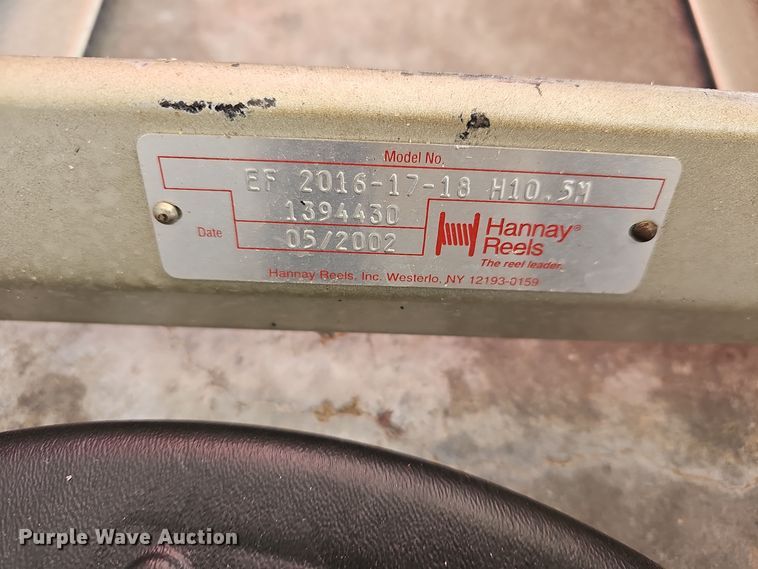 Model No.
EF 2016-17-18 H10.5M
1394430
Date 05/2002
Hannay®
Reels
The reel leader.
Hannay Reels, Inc. Westerlo, NY 12193-0159
Purple Wave Auction